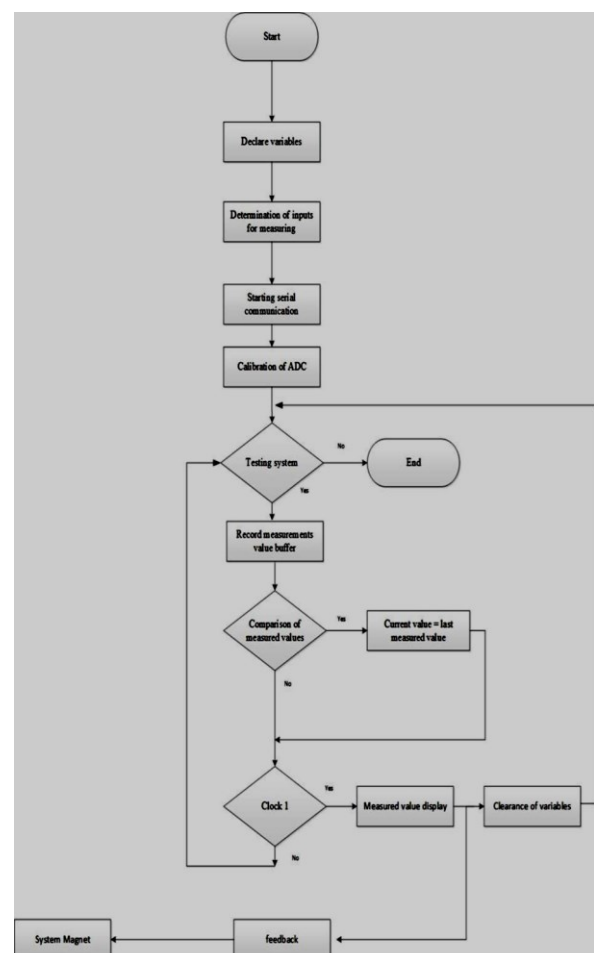 Start
Declare variables
Determination of inputs
for measuring
Starting serial
communication
Calibration of ADC
Testing system
No
End
Yes
Record measurements
value buffer
Comparison of
measured values
Yes
Current value = last
measured value
No
Clock 1
Yes
Measured value display
Clearance of variables
No
System Magnet
feedback